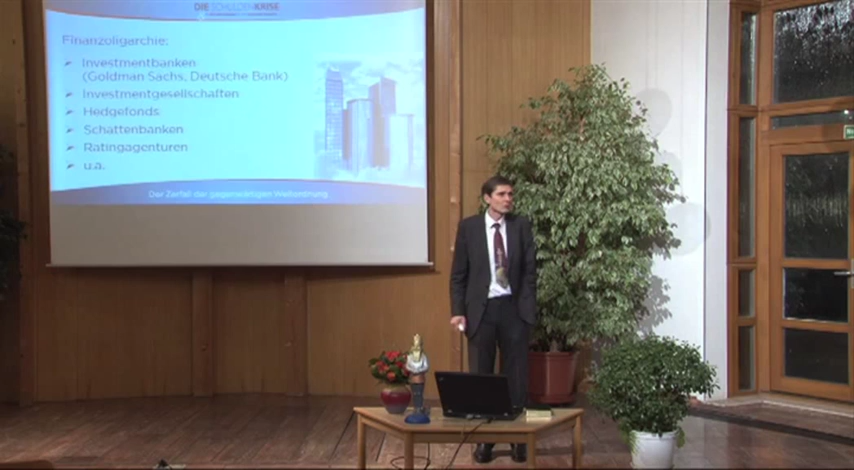 DIE SCHULDENKRISE
Finanzoligarchie:
➢ Investmentbanken
(Goldman Sachs, Deutsche Bank)
➢ Investmentgesellschaften
➢ Hedgefonds
➢ Schattenbanken
➢ Ratingagenturen
➢ u.a.
Der Zerfall der gegenwärtigen Weltordnung